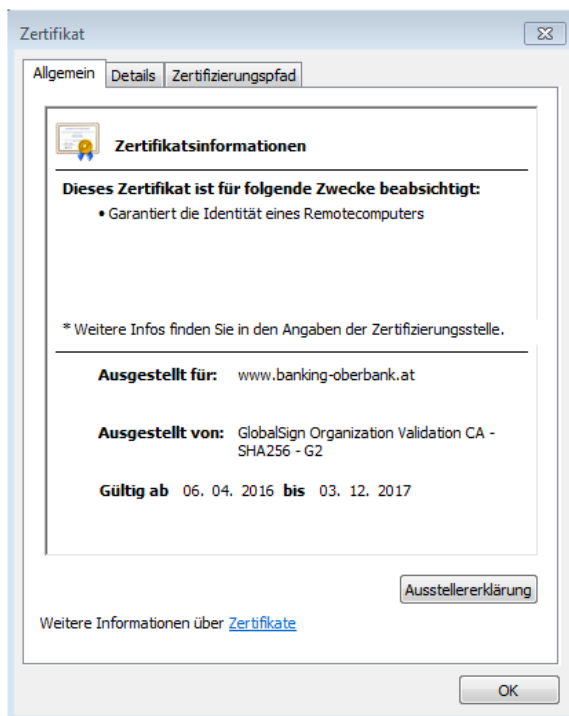 Zertifikat
Allgemein Details Zertifizierungspfad
Zertifikatsinformationen
Dieses Zertifikat ist für folgende Zwecke beabsichtigt:
• Garantiert die Identität eines Remotecomputers
* Weitere Infos finden Sie in den Angaben der Zertifizierungsstelle.
Ausgestellt für: www.banking-oberbank.at
Ausgestellt von: GlobalSign Organization Validation CA -
SHA256 - G2
Gültig ab 06. 04. 2016 bis 03. 12. 2017
Ausstellererklärung
Weitere Informationen über Zertifikate
OK